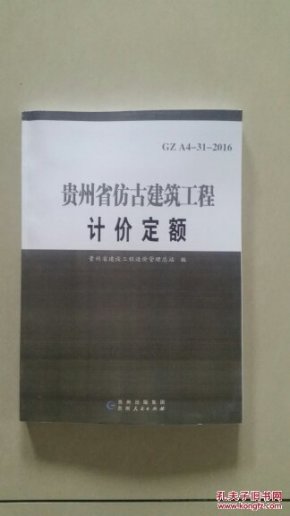 GZ A4-31-2016
贵州省仿古建筑工程
计价定额
贵州省建设工程造价管理总站 编
贵州出版集团
贵州人民出版社
孔夫子旧书网